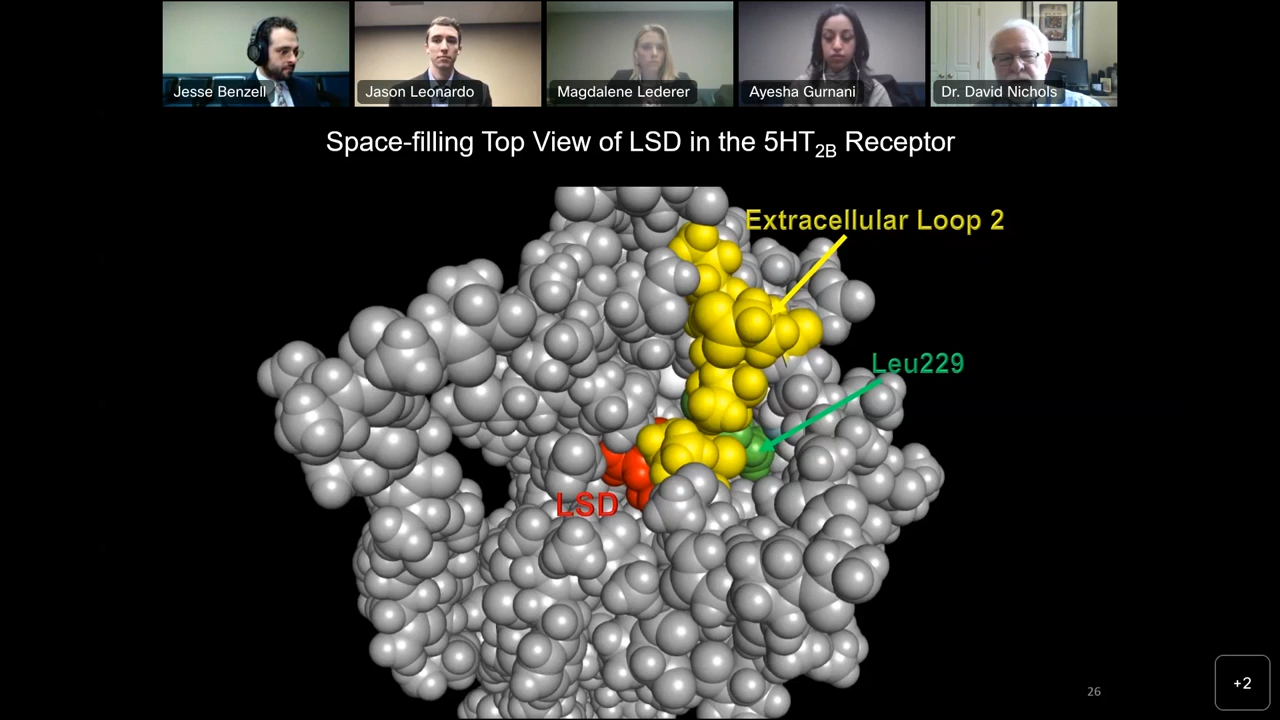 Jesse Benzell
Jason Leonardo
Magdalene Lederer
Ayesha Gurnani
Dr. David Nichols
Space-filling Top View of LSD in the 5HT2B Receptor
Extracellular Loop 2
Leu229
LSD
26
+2